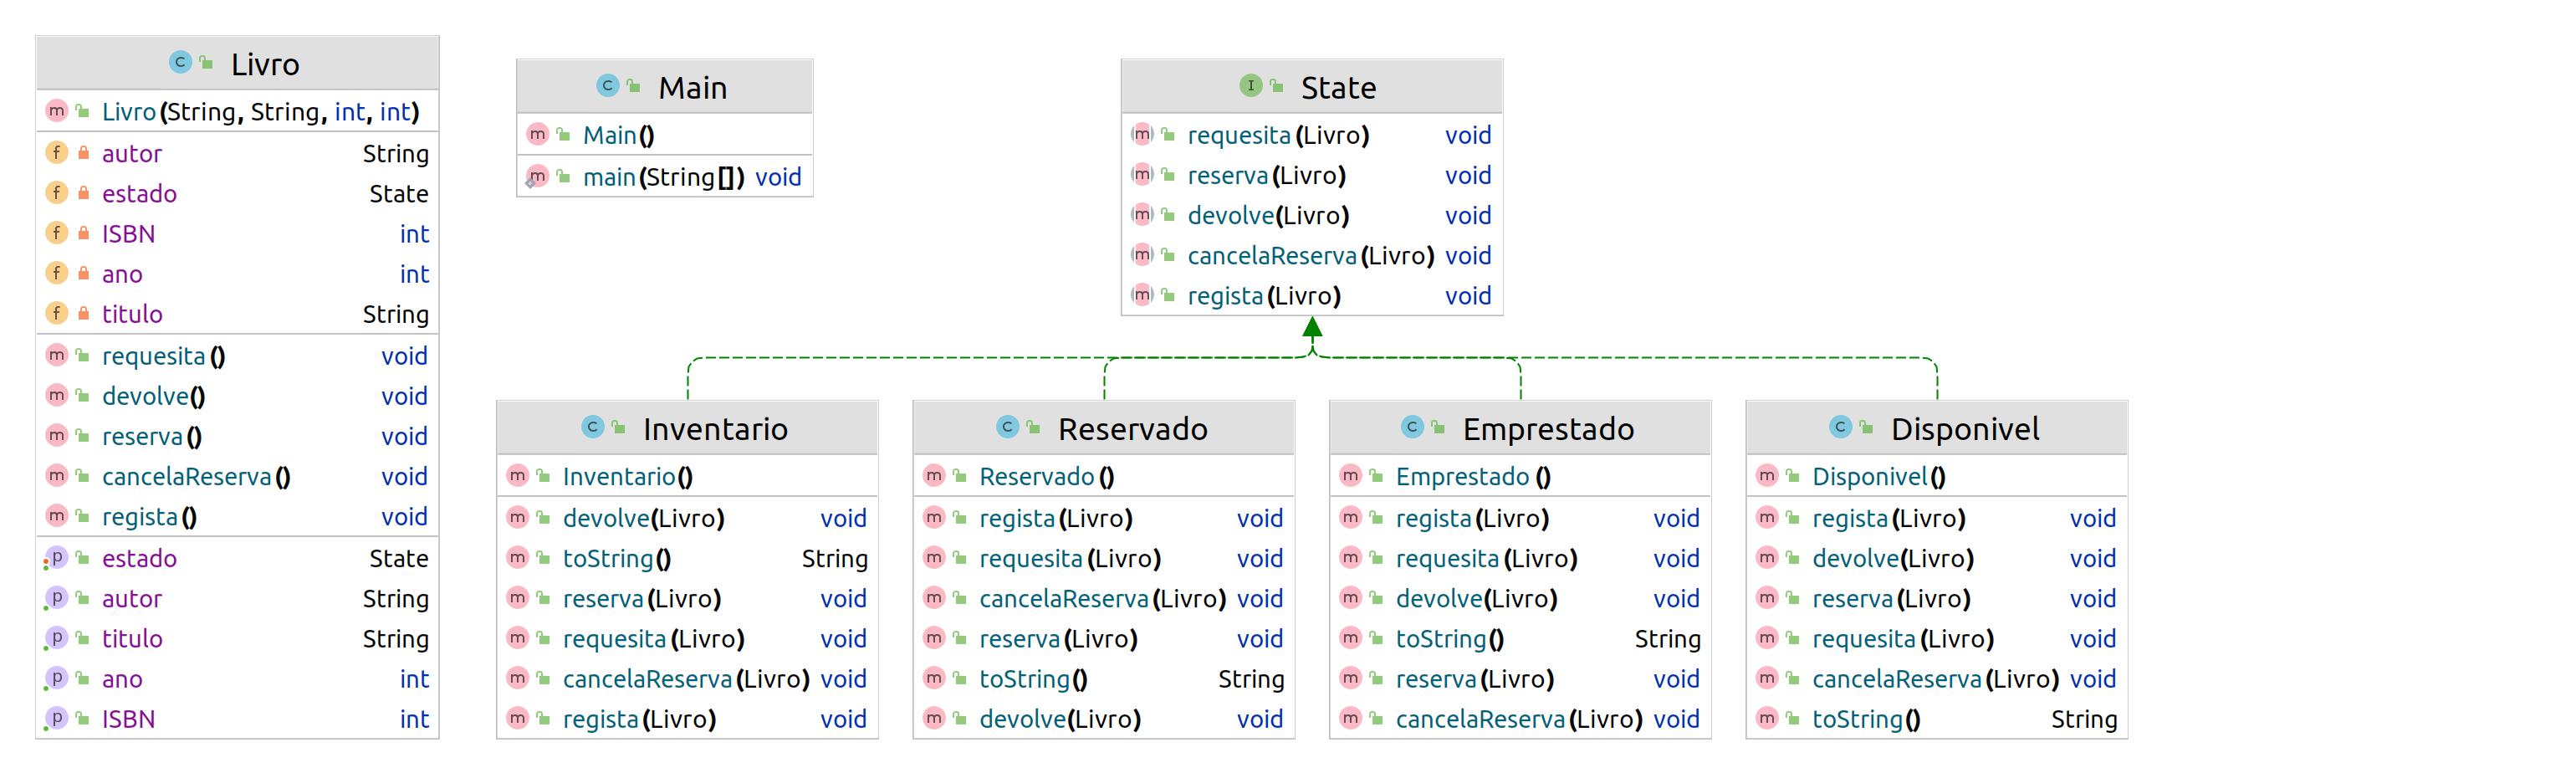 Livro
Livro(String, String, int, int)
autor String
estado State
ISBN int
ano int
titulo String
requesita() void
devolve() void
reserva() void
cancelaReserva() void
regista() void
estado State
autor String
titulo String
ano int
ISBN int
Main
Main()
main(String[]) void
State
requesita(Livro) void
reserva(Livro) void
devolve(Livro) void
cancelaReserva(Livro) void
regista(Livro) void
Inventario
Inventario()
devolve(Livro) void
toString() String
reserva(Livro) void
requesita(Livro) void
cancelaReserva(Livro) void
regista(Livro) void
Reservado
Reservado()
regista(Livro) void
requesita(Livro) void
cancelaReserva(Livro) void
reserva(Livro) void
toString() String
devolve(Livro) void
Emprestado
Emprestado()
regista(Livro) void
requesita(Livro) void
devolve(Livro) void
toString() String
reserva(Livro) void
cancelaReserva(Livro) void
Disponivel
Disponivel()
regista(Livro) void
devolve(Livro) void
reserva(Livro) void
requesita(Livro) void
cancelaReserva(Livro) void
toString() String